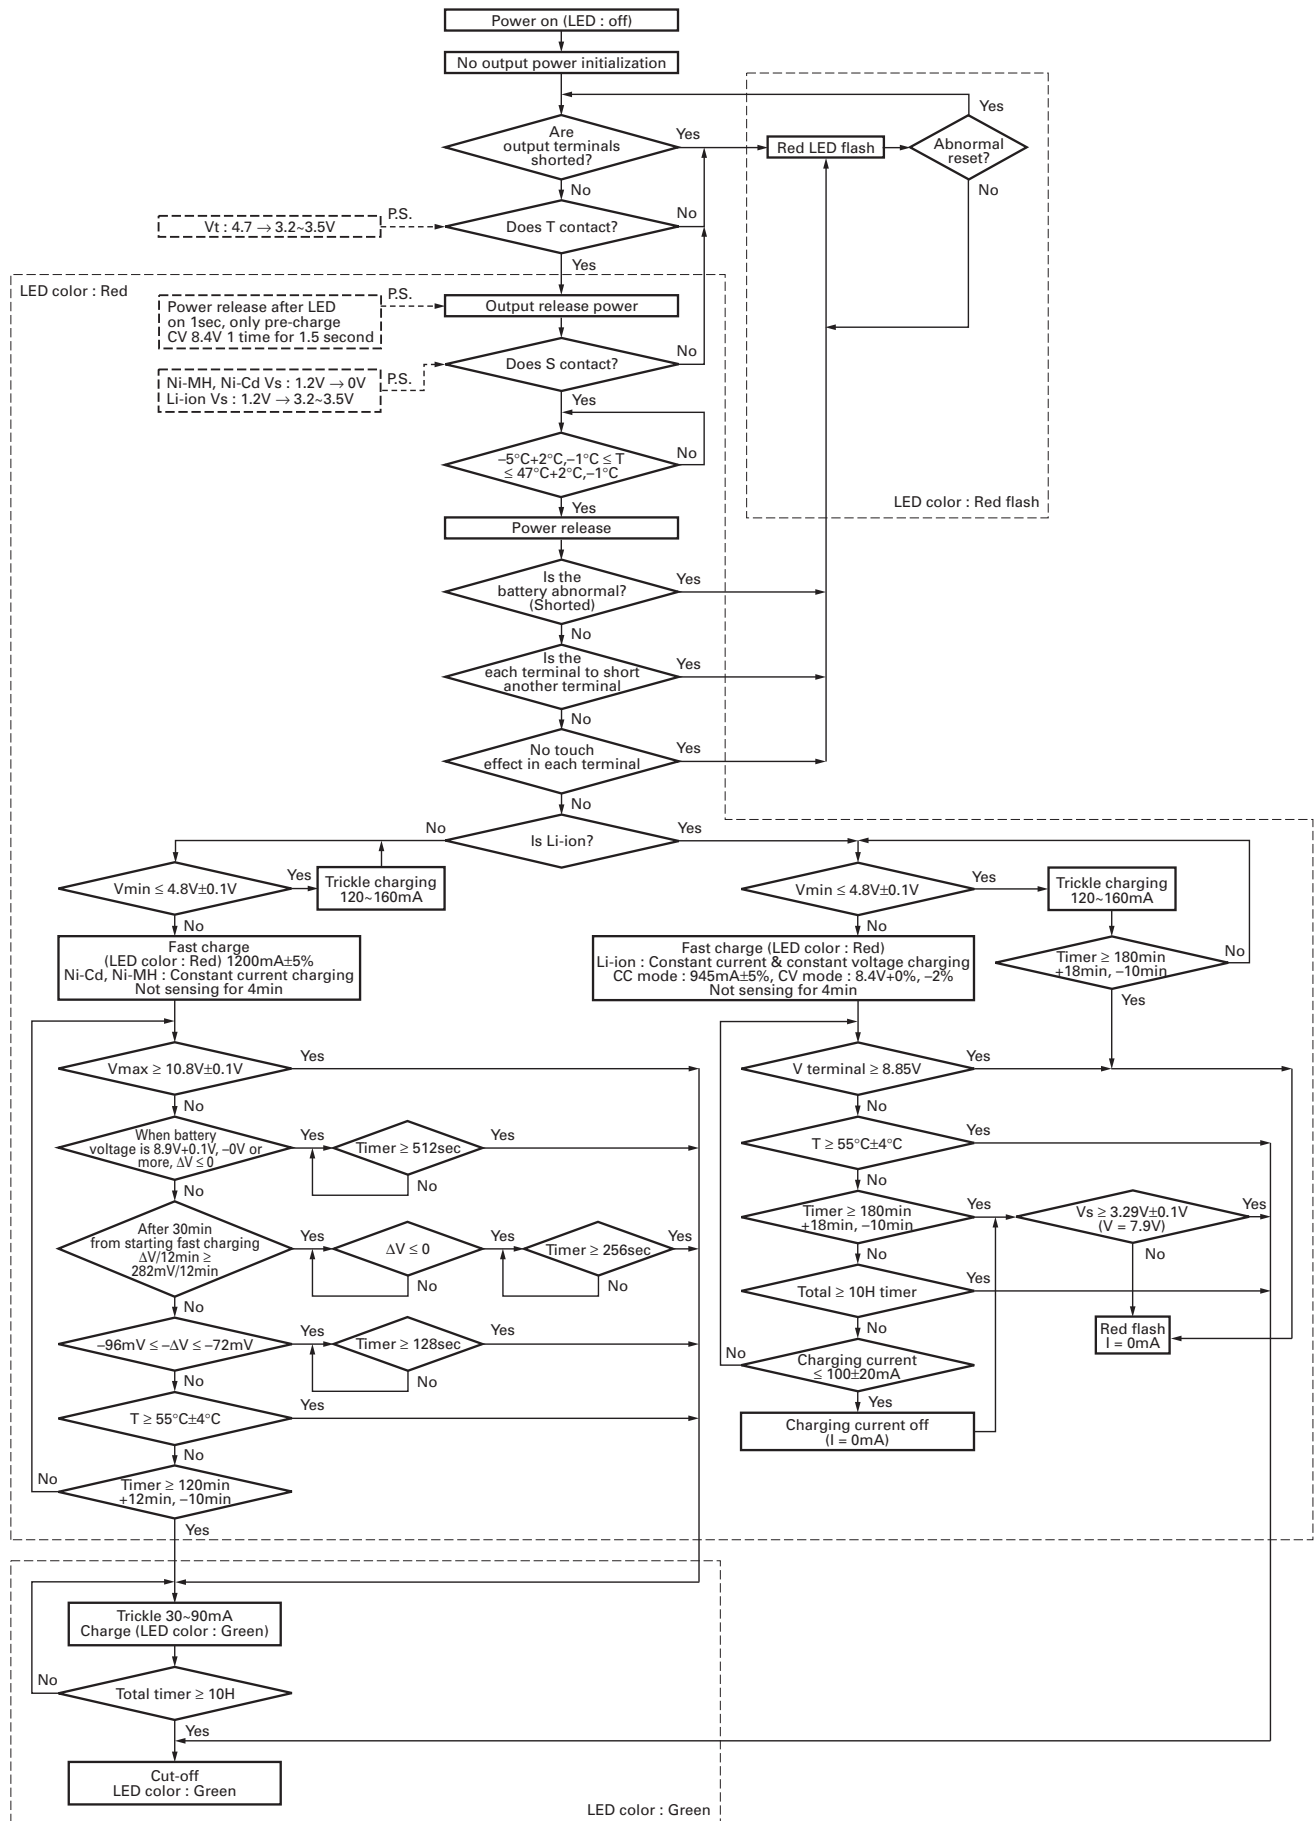 Power on (LED : off)
No output power initialization
Yes
Are
output terminals
shorted?
Yes
Red LED flash
Abnormal
reset?
No
No
P.S.
Vt : 4.7 → 3.2~3.5V
Does T contact?
No
Yes
LED color : Red
P.S.
Power release after LED
on 1sec, only pre-charge
CV 8.4V 1 time for 1.5 second
Output release power
Does S contact?
No
P.S.
Ni-MH, Ni-Cd Vs : 1.2V → 0V
Li-ion Vs : 1.2V → 3.2~3.5V
Yes
–5°C+2°C,–1°C ≦ T
≦ 47°C+2°C,–1°C
No
LED color : Red flash
Yes
Power release
Is the
battery abnormal?
(Shorted)
Yes
No
Is the
each terminal to short
another terminal
Yes
No
No touch
effect in each terminal
Yes
No
No
Is Li-ion?
Yes
Vmin ≤ 4.8V±0.1V
Yes
Trickle charging
120~160mA
No
Vmin ≤ 4.8V±0.1V
Yes
Trickle charging
120~160mA
No
Fast charge
(LED color : Red) 1200mA±5%
Ni-Cd, Ni-MH : Constant current charging
Not sensing for 4min
Fast charge (LED color : Red)
Li-ion : Constant current & constant voltage charging
CC mode : 945mA±5%, CV mode : 8.4V+0%, –2%
Not sensing for 4min
Timer ≥ 180min
+18min, –10min
No
Yes
Vmax ≥ 10.8V±0.1V
Yes
No
V terminal ≥ 8.85V
Yes
No
When battery
voltage is 8.9V+0.1V, –0V or
more, ΔV ≤ 0
Yes
Timer ≥ 512sec
Yes
No
No
T ≥ 55°C±4°C
Yes
No
After 30min
from starting fast charging
ΔV/12min ≥
282mV/12min
Yes
ΔV ≤ 0
Yes
No
Timer ≥ 256sec
Yes
No
No
Timer ≥ 180min
+18min, –10min
Yes
Vs ≥ 3.29V±0.1V
(V = 7.9V)
Yes
No
No
Total ≥ 10H timer
Yes
No
–96mV ≤ –ΔV ≤ –72mV
Yes
Timer ≥ 128sec
Yes
No
No
Red flash
I = 0mA
No
Charging current
≤ 100±20mA
Yes
T ≥ 55°C±4°C
Yes
No
Charging current off
(I = 0mA)
No
Timer ≥ 120min
+12min, –10min
Yes
Trickle 30~90mA
Charge (LED color : Green)
No
Total timer ≥ 10H
Yes
Cut-off
LED color : Green
LED color : Green